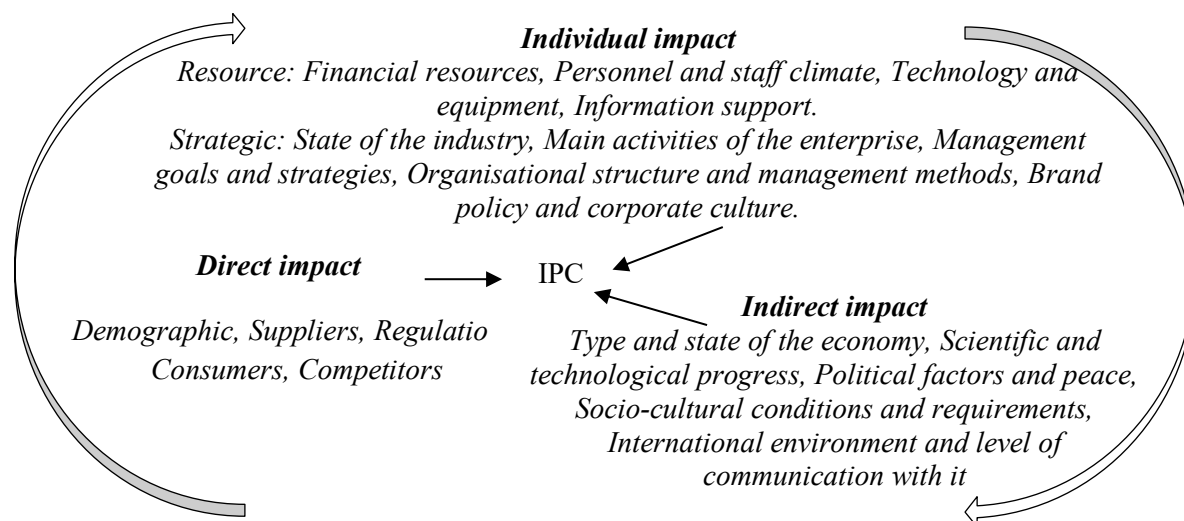 Individual impact
Resource: Financial resources, Personnel and staff climate, Technology and
equipment, Information support.
Strategic: State of the industry, Main activities of the enterprise, Management
goals and strategies, Organisational structure and management methods, Brand
policy and corporate culture.
Direct impact
IPC
Demographic, Suppliers, Regulatio
Consumers, Competitors
Indirect impact
Type and state of the economy, Scientific and
technological progress, Political factors and peace,
Socio-cultural conditions and requirements,
International environment and level of
communication with it